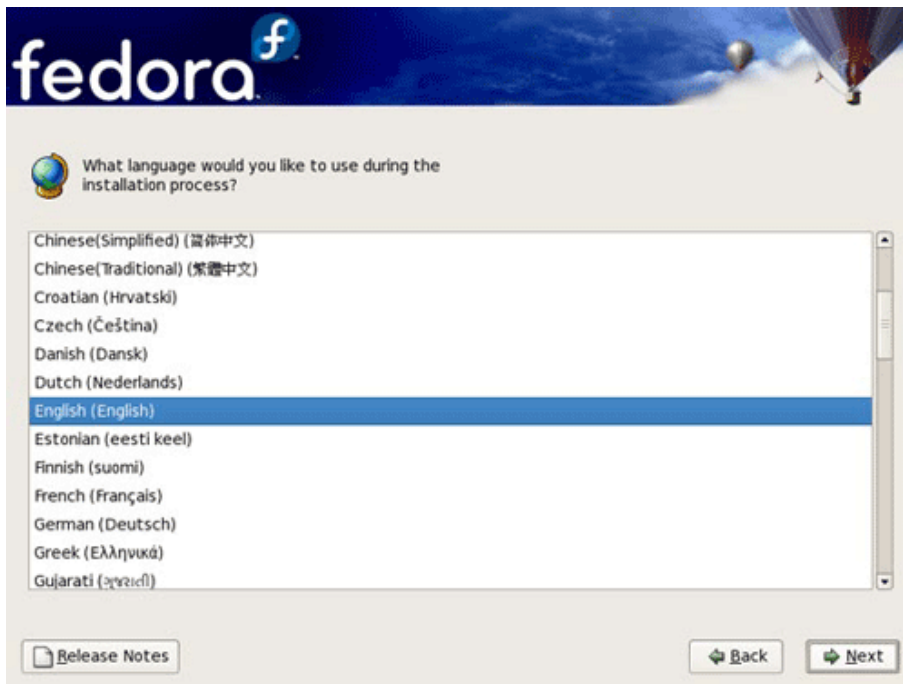 fedora
What language would you like to use during the
installation process?
Chinese(Simplified) (简体中文)
Chinese(Traditional) (繁體中文)
Croatian (Hrvatski)
Czech (Čeština)
Danish (Dansk)
Dutch (Nederlands)
English (English)
Estonian (eesti keel)
Finnish (suomi)
French (Français)
German (Deutsch)
Greek (Ελληνικά)
Gujarati (ગુજરાતી)
Release Notes
Back
Next